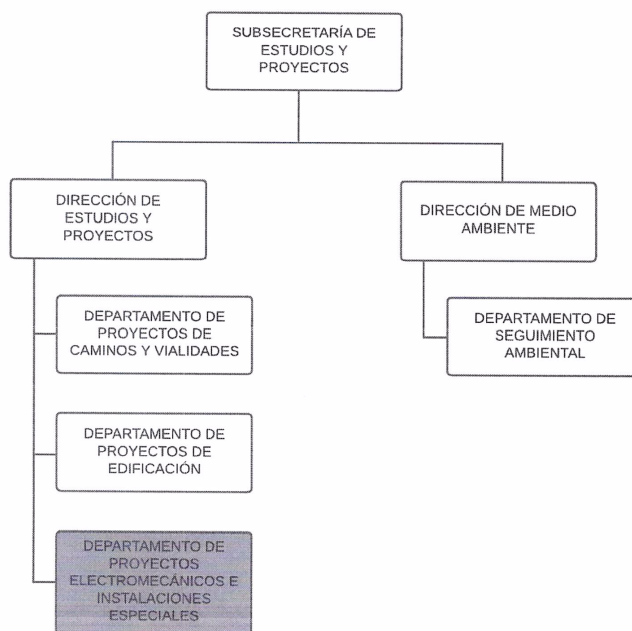 SUBSECRETARÍA DE
ESTUDIOS Y
PROYECTOS
DIRECCIÓN DE
ESTUDIOS Y
PROYECTOS
DIRECCIÓN DE MEDIO
AMBIENTE
DEPARTAMENTO DE
PROYECTOS DE
CAMINOS Y VIALIDADES
DEPARTAMENTO DE
SEGUIMIENTO
AMBIENTAL
DEPARTAMENTO DE
PROYECTOS DE
EDIFICACIÓN
DEPARTAMENTO DE
PROYECTOS
ELECTROMECÁNICOS E
INSTALACIONES
ESPECIALES